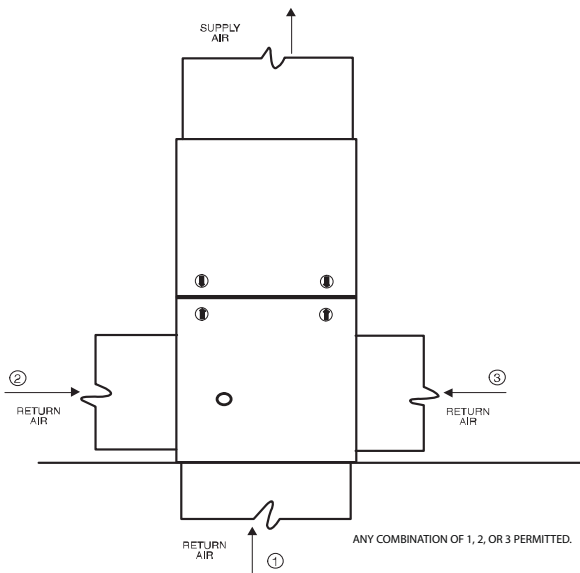 SUPPLY
AIR
②
RETURN
AIR
③
RETURN
AIR
RETURN
AIR
①
ANY COMBINATION OF 1, 2, OR 3 PERMITTED.